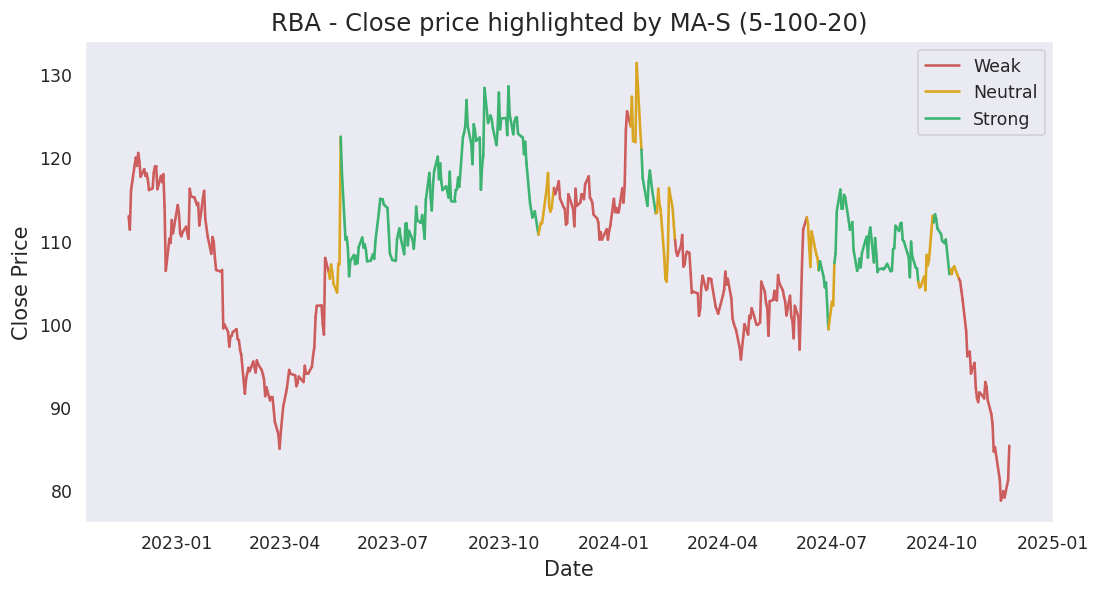 RBA - Close price highlighted by MA-S (5-100-20)
Weak
Neutral
Strong
Close Price
130
120
110
100
90
80
2023-01 2023-04 2023-07 2023-10 2024-01 2024-04 2024-07 2024-10 2025-01
Date